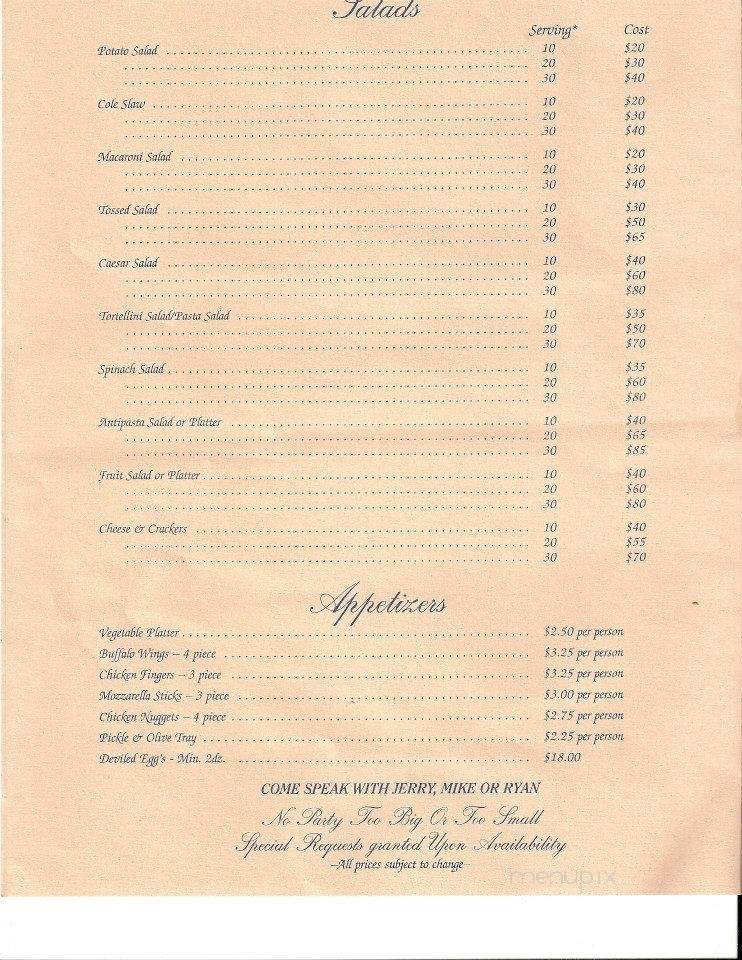 Salads
Serving* Cost
Potato Salad 10 $20
20 $30
30 $40
Cole Slaw 10 $20
20 $30
30 $40
Macaroni Salad 10 $20
20 $30
30 $40
Tossed Salad 10 $30
20 $50
30 $65
Caesar Salad 10 $40
20 $60
30 $80
Tortellini Salad/Pasta Salad 10 $35
20 $50
30 $70
Spinach Salad 10 $35
20 $60
30 $80
Antipasta Salad or Platter 10 $40
20 $65
30 $85
Fruit Salad or Platter 10 $40
20 $60
30 $80
Cheese & Crackers 10 $40
20 $55
30 $70
Appetizers
Vegetable Platter $2.50 per person
Buffalo Wings – 4 piece $3.25 per person
Chicken Fingers – 3 piece $3.25 per person
Mozzarella Sticks – 3 piece $3.00 per person
Chicken Nuggets – 4 piece $2.75 per person
Pickle & Olive Tray $2.25 per person
Deviled Egg's - Min. 2dz. $18.00
COME SPEAK WITH JERRY, MIKE OR RYAN
No Party Too Big Or Too Small
Special Requests granted Upon Availability
–All prices subject to change–
menupix